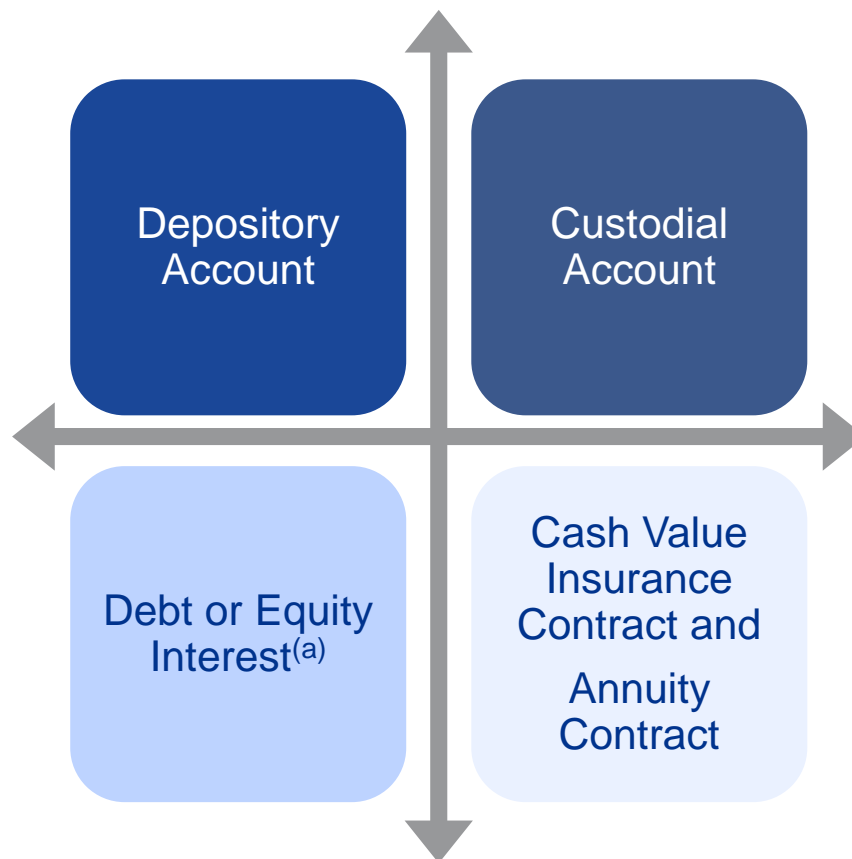 Depository
Account
Custodial
Account
Debt or Equity
Interest(a)
Cash Value
Insurance
Contract and
Annuity
Contract